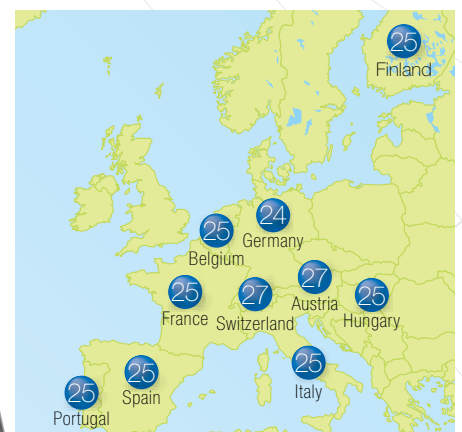 25
Finland
24
Germany
25
Belgium
27
Austria
25
France
27
Switzerland
25
Hungary
25
Italy
25
Spain
25
Portugal